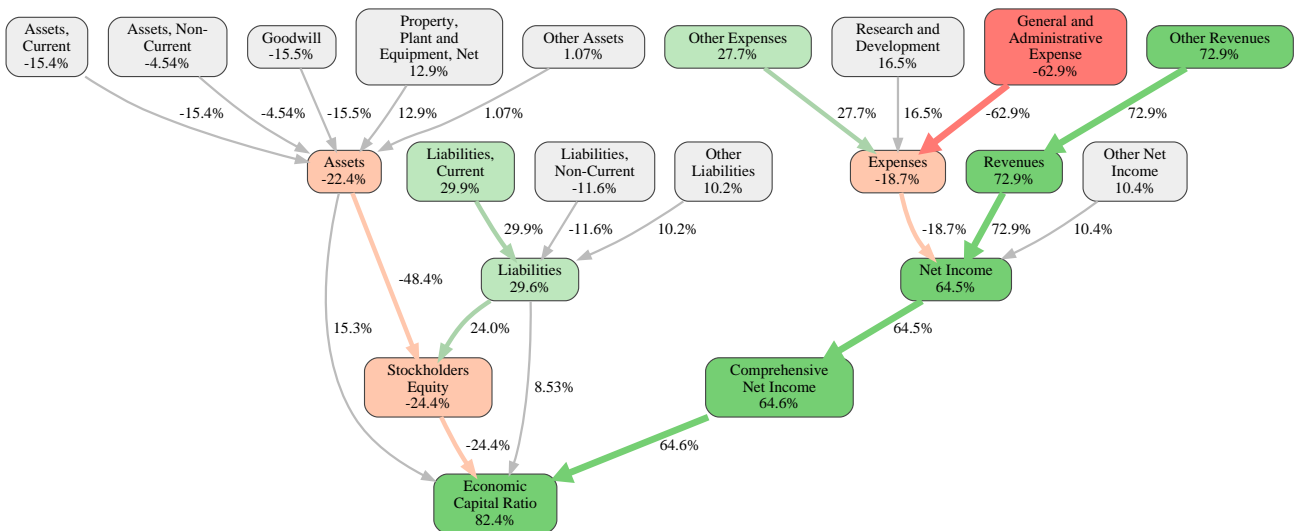 Assets,
Current
-15.4%
Assets, Non-
Current
-4.54%
Goodwill
-15.5%
Property,
Plant and
Equipment, Net
12.9%
Other Assets
1.07%
Other Expenses
27.7%
Research and
Development
16.5%
General and
Administrative
Expense
-62.9%
Other Revenues
72.9%
-15.4%
-4.54%
-15.5%
12.9%
1.07%
27.7%
16.5%
-62.9%
72.9%
Assets
-22.4%
Liabilities,
Current
29.9%
Liabilities,
Non-Current
-11.6%
Other
Liabilities
10.2%
Expenses
-18.7%
Revenues
72.9%
Other Net
Income
10.4%
29.9%
-11.6%
10.2%
-18.7%
72.9%
10.4%
-48.4%
Liabilities
29.6%
Net Income
64.5%
15.3%
24.0%
64.5%
Stockholders
Equity
-24.4%
8.53%
Comprehensive
Net Income
64.6%
-24.4%
64.6%
Economic
Capital Ratio
82.4%